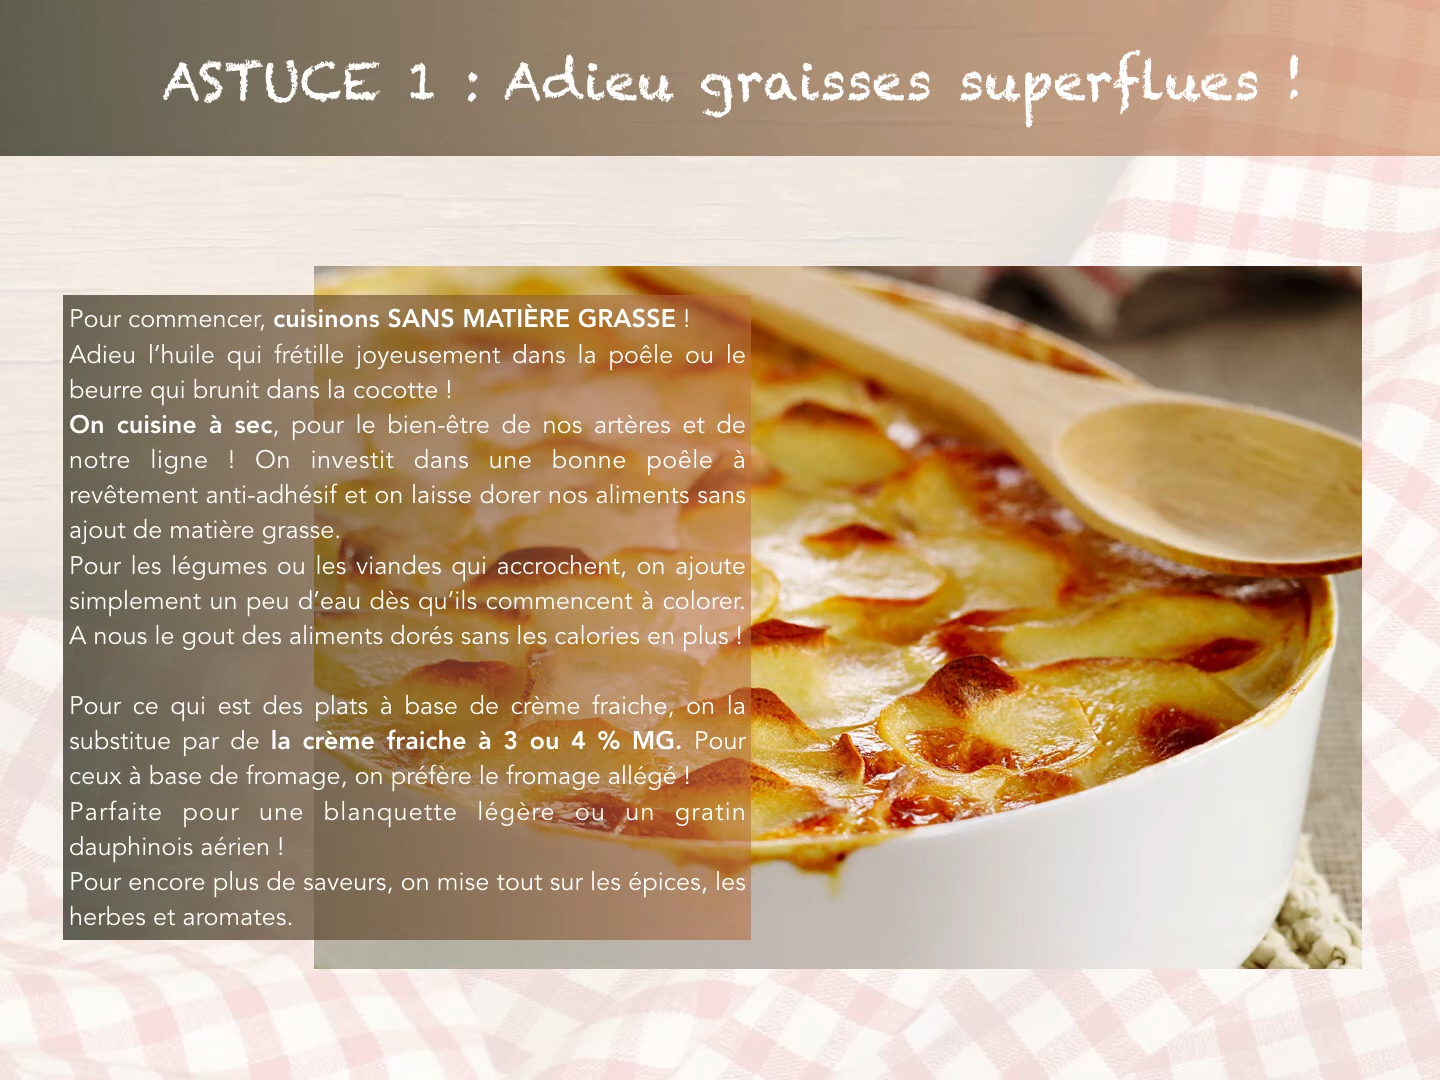 ASTUCE 1 : Adieu graisses superflues !
Pour commencer, cuisinons SANS MATIÈRE GRASSE !
Adieu l’huile qui frétille joyeusement dans la poêle ou le
beurre qui brunit dans la cocotte !
On cuisine à sec, pour le bien-être de nos artères et de
notre ligne ! On investit dans une bonne poêle à
revêtement anti-adhésif et on laisse dorer nos aliments sans
ajout de matière grasse.
Pour les légumes ou les viandes qui accrochent, on ajoute
simplement un peu d’eau dès qu’ils commencent à colorer.
A nous le gout des aliments dorés sans les calories en plus !
Pour ce qui est des plats à base de crème fraiche, on la
substitue par de la crème fraiche à 3 ou 4 % MG. Pour
ceux à base de fromage, on préfère le fromage allégé !
Parfaite pour une blanquette légère ou un gratin
dauphinois aérien !
Pour encore plus de saveurs, on mise tout sur les épices, les
herbes et aromates.